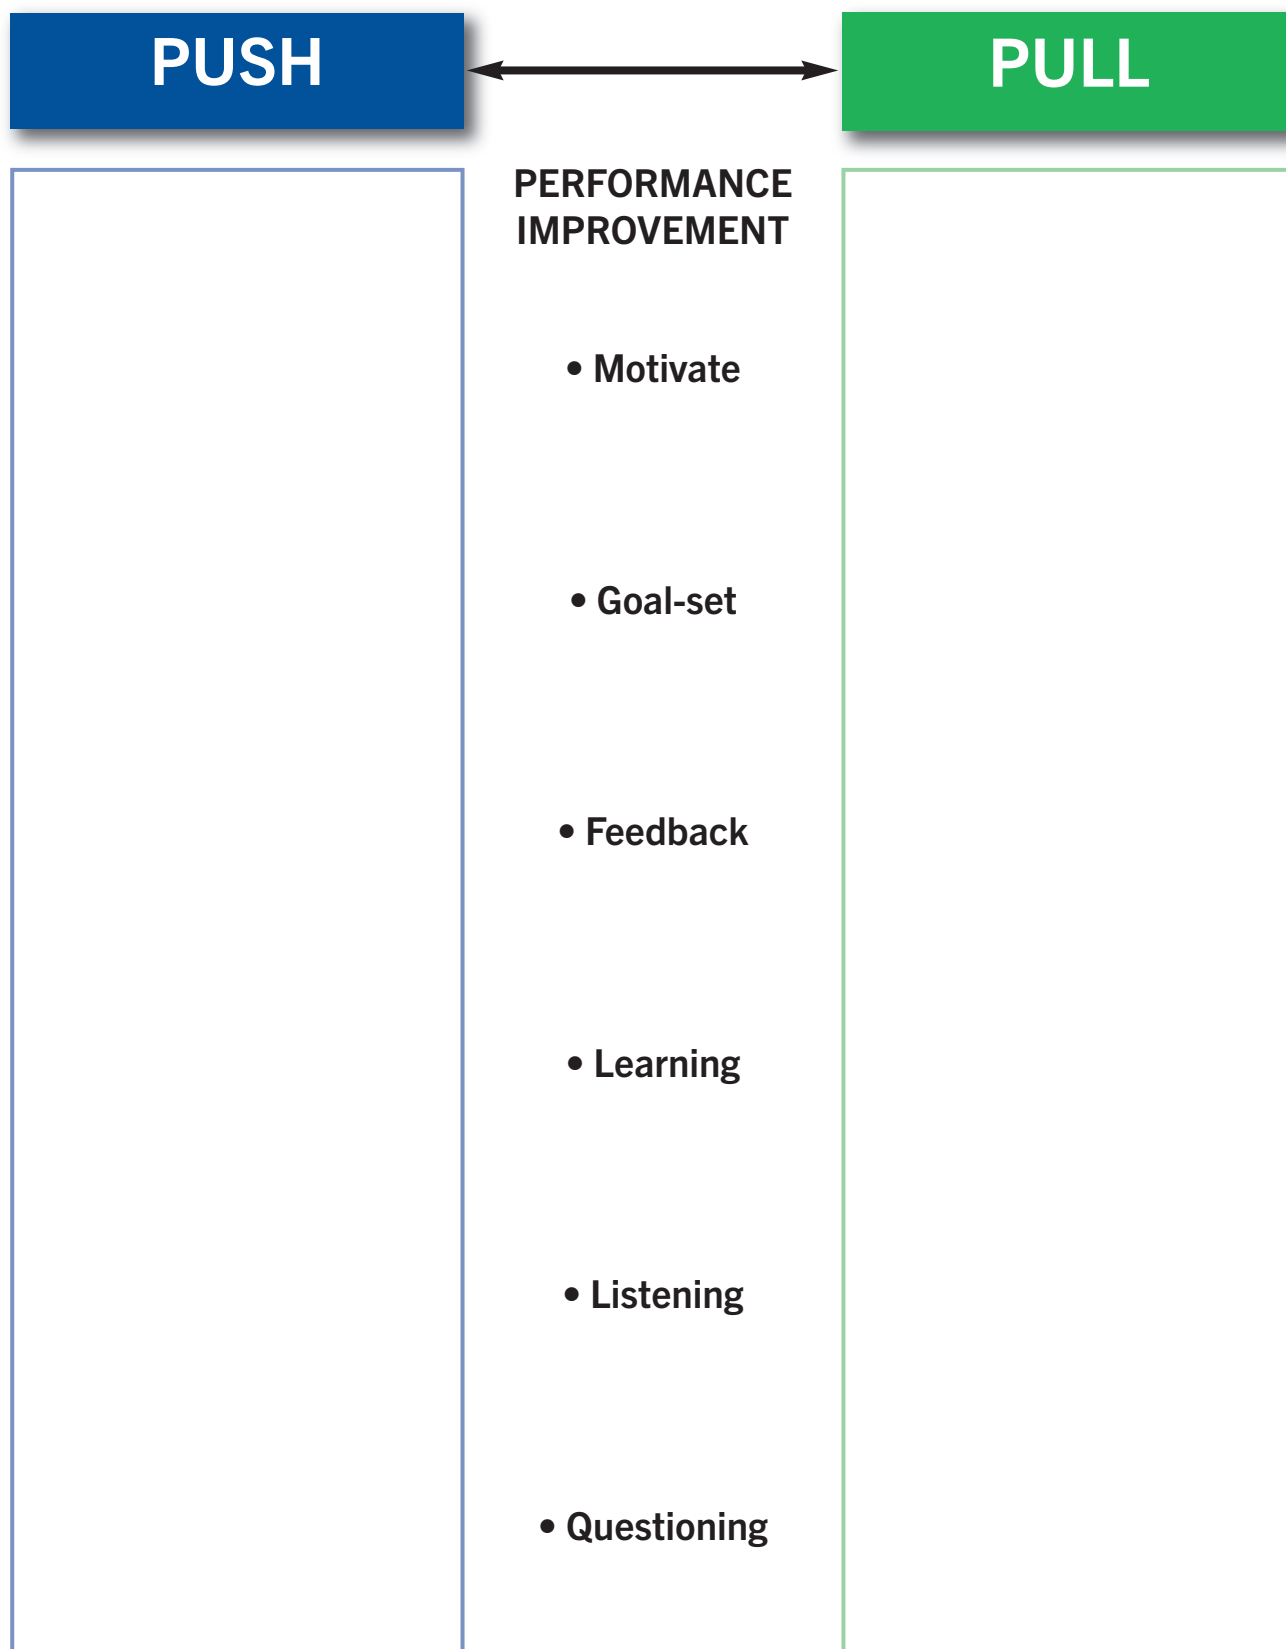 PUSH
PULL
PERFORMANCE
IMPROVEMENT
• Motivate
• Goal-set
• Feedback
• Learning
• Listening
• Questioning